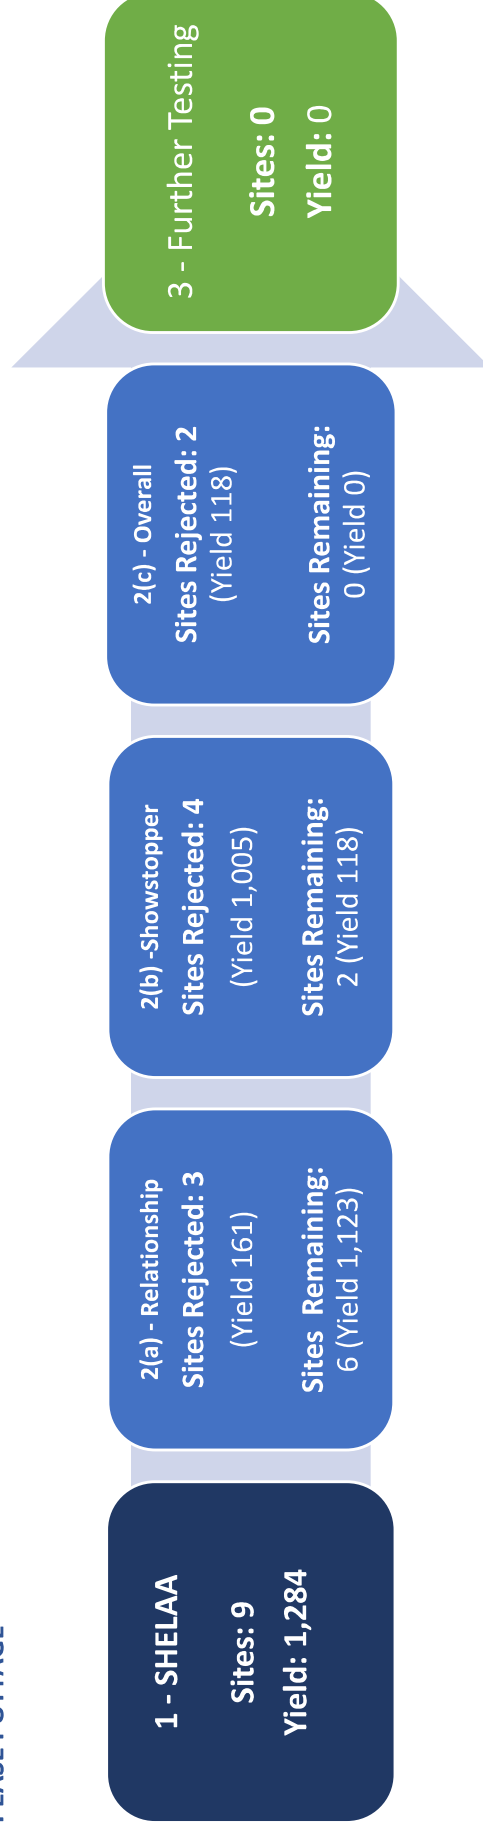 1 - SHELAA
Sites: 9
Yield: 1,284
2(a) - Relationship
Sites Rejected: 3
(Yield 161)
Sites Remaining:
6 (Yield 1,123)
2(b) -Showstopper
Sites Rejected: 4
(Yield 1,005)
Sites Remaining:
2 (Yield 118)
2(c) - Overall
Sites Rejected: 2
(Yield 118)
Sites Remaining:
0 (Yield 0)
3 - Further Testing
Sites: 0
Yield: 0